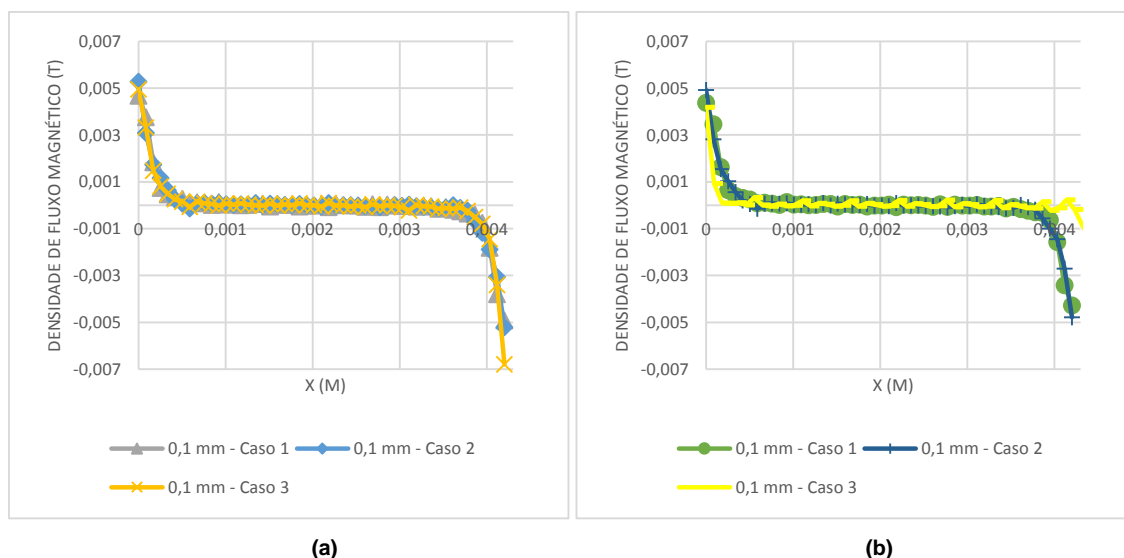 DENSIDADE DE FLUXO MAGNÉTICO (T)
0,007
0,005
0,003
0,001
-0,001
-0,003
-0,005
-0,007
0
0,001
0,002
0,003
0,004
X (M)
0,1 mm - Caso 1
0,1 mm - Caso 2
0,1 mm - Caso 3
(a)
DENSIDADE DE FLUXO MAGNÉTICO (T)
0,007
0,005
0,003
0,001
-0,001
-0,003
-0,005
-0,007
0
0,001
0,002
0,003
0,004
X (M)
0,1 mm - Caso 1
0,1 mm - Caso 2
0,1 mm - Caso 3
(b)